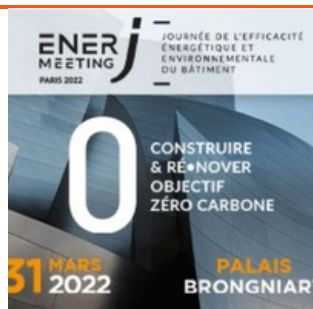 ENERJ
MEETING
PARIS 2022
JOURNÉE DE L'EFFICACITÉ
ÉNERGÉTIQUE ET
ENVIRONNEMENTALE
DU BÂTIMENT
0
CONSTRUIRE
& RÉ•NOVER
OBJECTIF
ZÉRO CARBONE
31 MARS
2022
PALAIS
BRONGNIAR